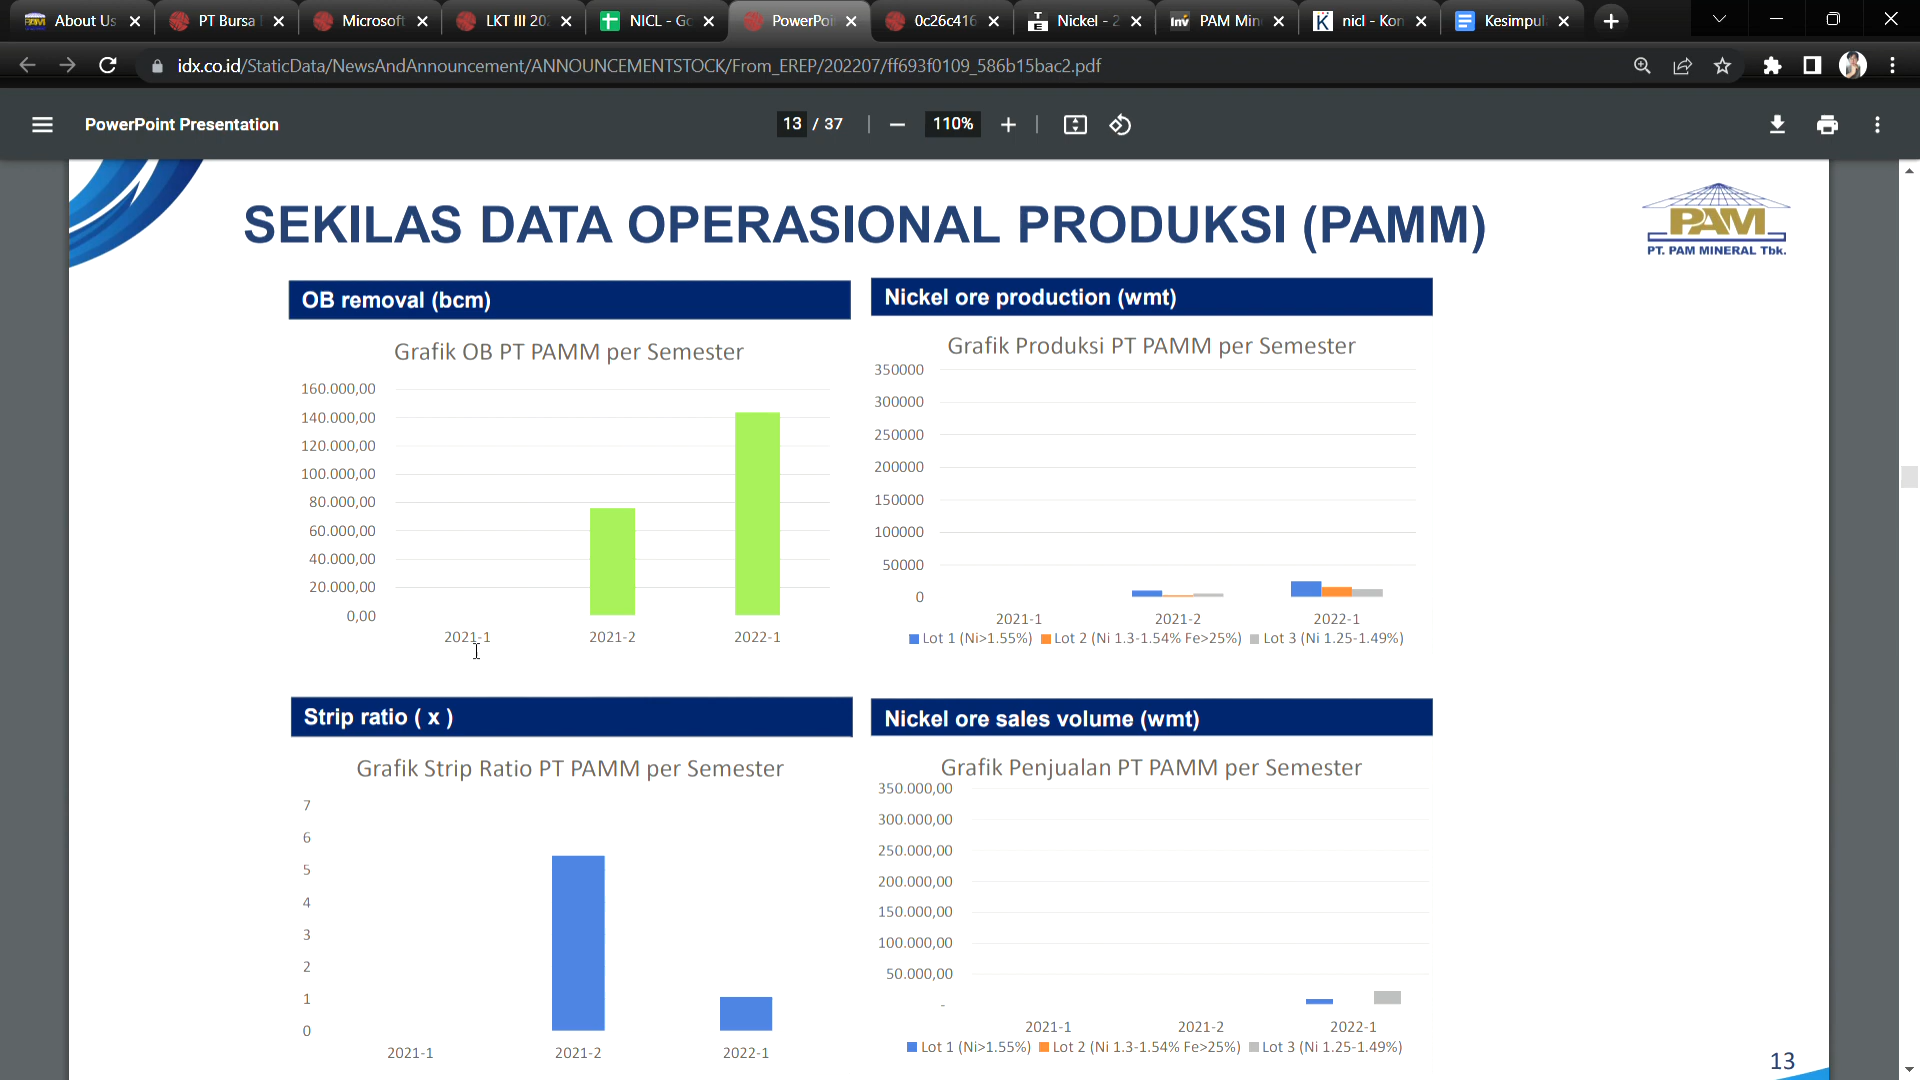 About Us
PT Bursa
Microsoft
LKT III 202
NICL - Go
PowerPoi
0c26c416
Nickel - 2
PAM Min
nicl - Kon
Kesimpul
idx.co.id/StaticData/NewsAndAnnouncement/ANNOUNCEMENTSTOCK/From_EREP/202207/ff693f0109_586b15bac2.pdf
PowerPoint Presentation
13 / 37
110%
SEKILAS DATA OPERASIONAL PRODUKSI (PAMM)
PAM
PT. PAM MINERAL Tbk.
OB removal (bcm)
Grafik OB PT PAMM per Semester
160.000,00
140.000,00
120.000,00
100.000,00
80.000,00
60.000,00
40.000,00
20.000,00
0,00
2021-1 2021-2 2022-1
Nickel ore production (wmt)
Grafik Produksi PT PAMM per Semester
350000
300000
250000
200000
150000
100000
50000
0
2021-1 2021-2 2022-1
Lot 1 (Ni>1.55%) Lot 2 (Ni 1.3-1.54% Fe>25%) Lot 3 (Ni 1.25-1.49%)
Strip ratio ( x )
Grafik Strip Ratio PT PAMM per Semester
7
6
5
4
3
2
1
0
2021-1 2021-2 2022-1
Nickel ore sales volume (wmt)
Grafik Penjualan PT PAMM per Semester
350.000,00
300.000,00
250.000,00
200.000,00
150.000,00
100.000,00
50.000,00
-
2021-1 2021-2 2022-1
Lot 1 (Ni>1.55%) Lot 2 (Ni 1.3-1.54% Fe>25%) Lot 3 (Ni 1.25-1.49%)
13